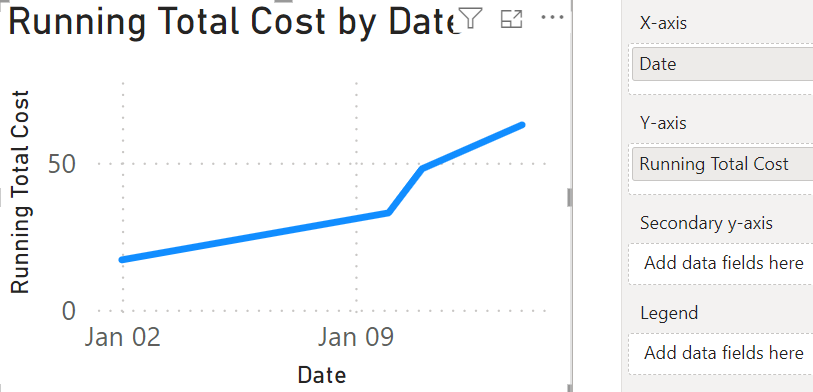 Running Total Cost by Date
Running Total Cost
50
0
Jan 02
Jan 09
Date
X-axis
Date
Y-axis
Running Total Cost
Secondary y-axis
Add data fields here
Legend
Add data fields here